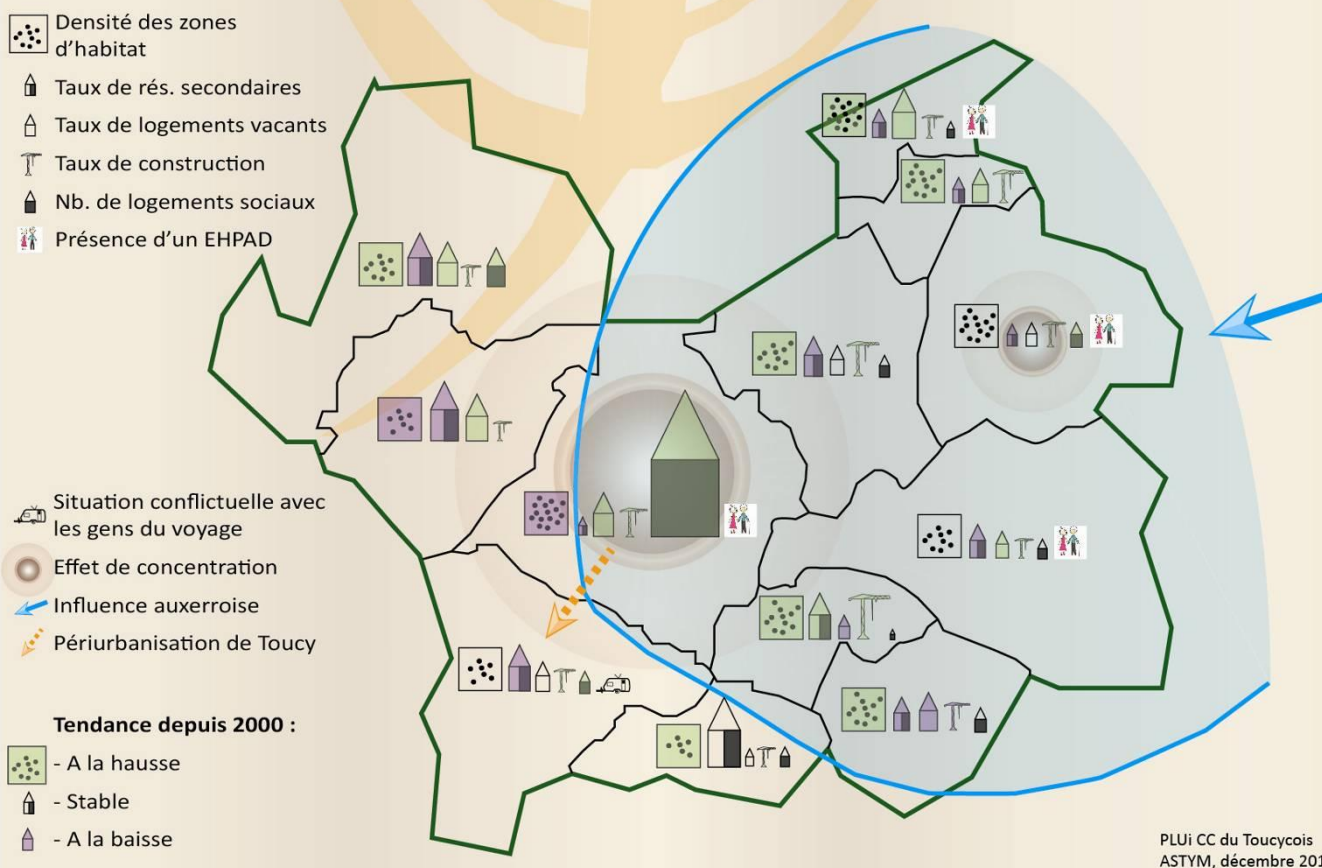 Densité des zones
d'habitat
Taux de rés. secondaires
Taux de logements vacants
Taux de construction
Nb. de logements sociaux
Présence d'un EHPAD
Situation conflictuelle avec
les gens du voyage
Effet de concentration
Influence auxerroise
Périurbanisation de Toucy
Tendance depuis 2000 :
- A la hausse
- Stable
- A la baisse
PLUi CC du Toucycois
ASTYM, décembre 201